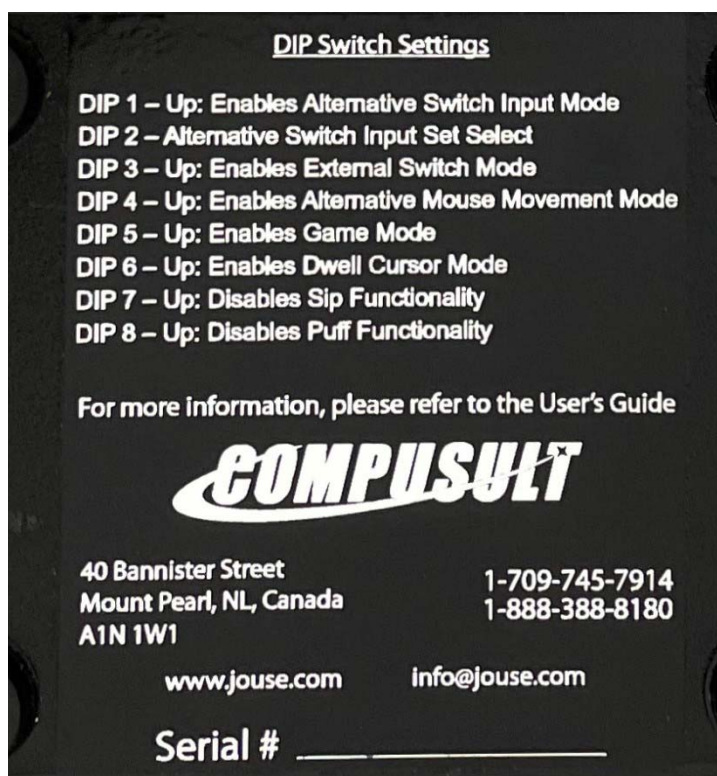 DIP Switch Settings
DIP 1 – Up: Enables Alternative Switch Input Mode
DIP 2 – Alternative Switch Input Set Select
DIP 3 – Up: Enables External Switch Mode
DIP 4 – Up: Enables Alternative Mouse Movement Mode
DIP 5 – Up: Enables Game Mode
DIP 6 – Up: Enables Dwell Cursor Mode
DIP 7 – Up: Disables Sip Functionality
DIP 8 – Up: Disables Puff Functionality
For more information, please refer to the User's Guide
COMPUSULT
40 Bannister Street
Mount Pearl, NL, Canada
A1N 1W1
1-709-745-7914
1-888-388-8180
www.jouse.com info@jouse.com
Serial # ___________